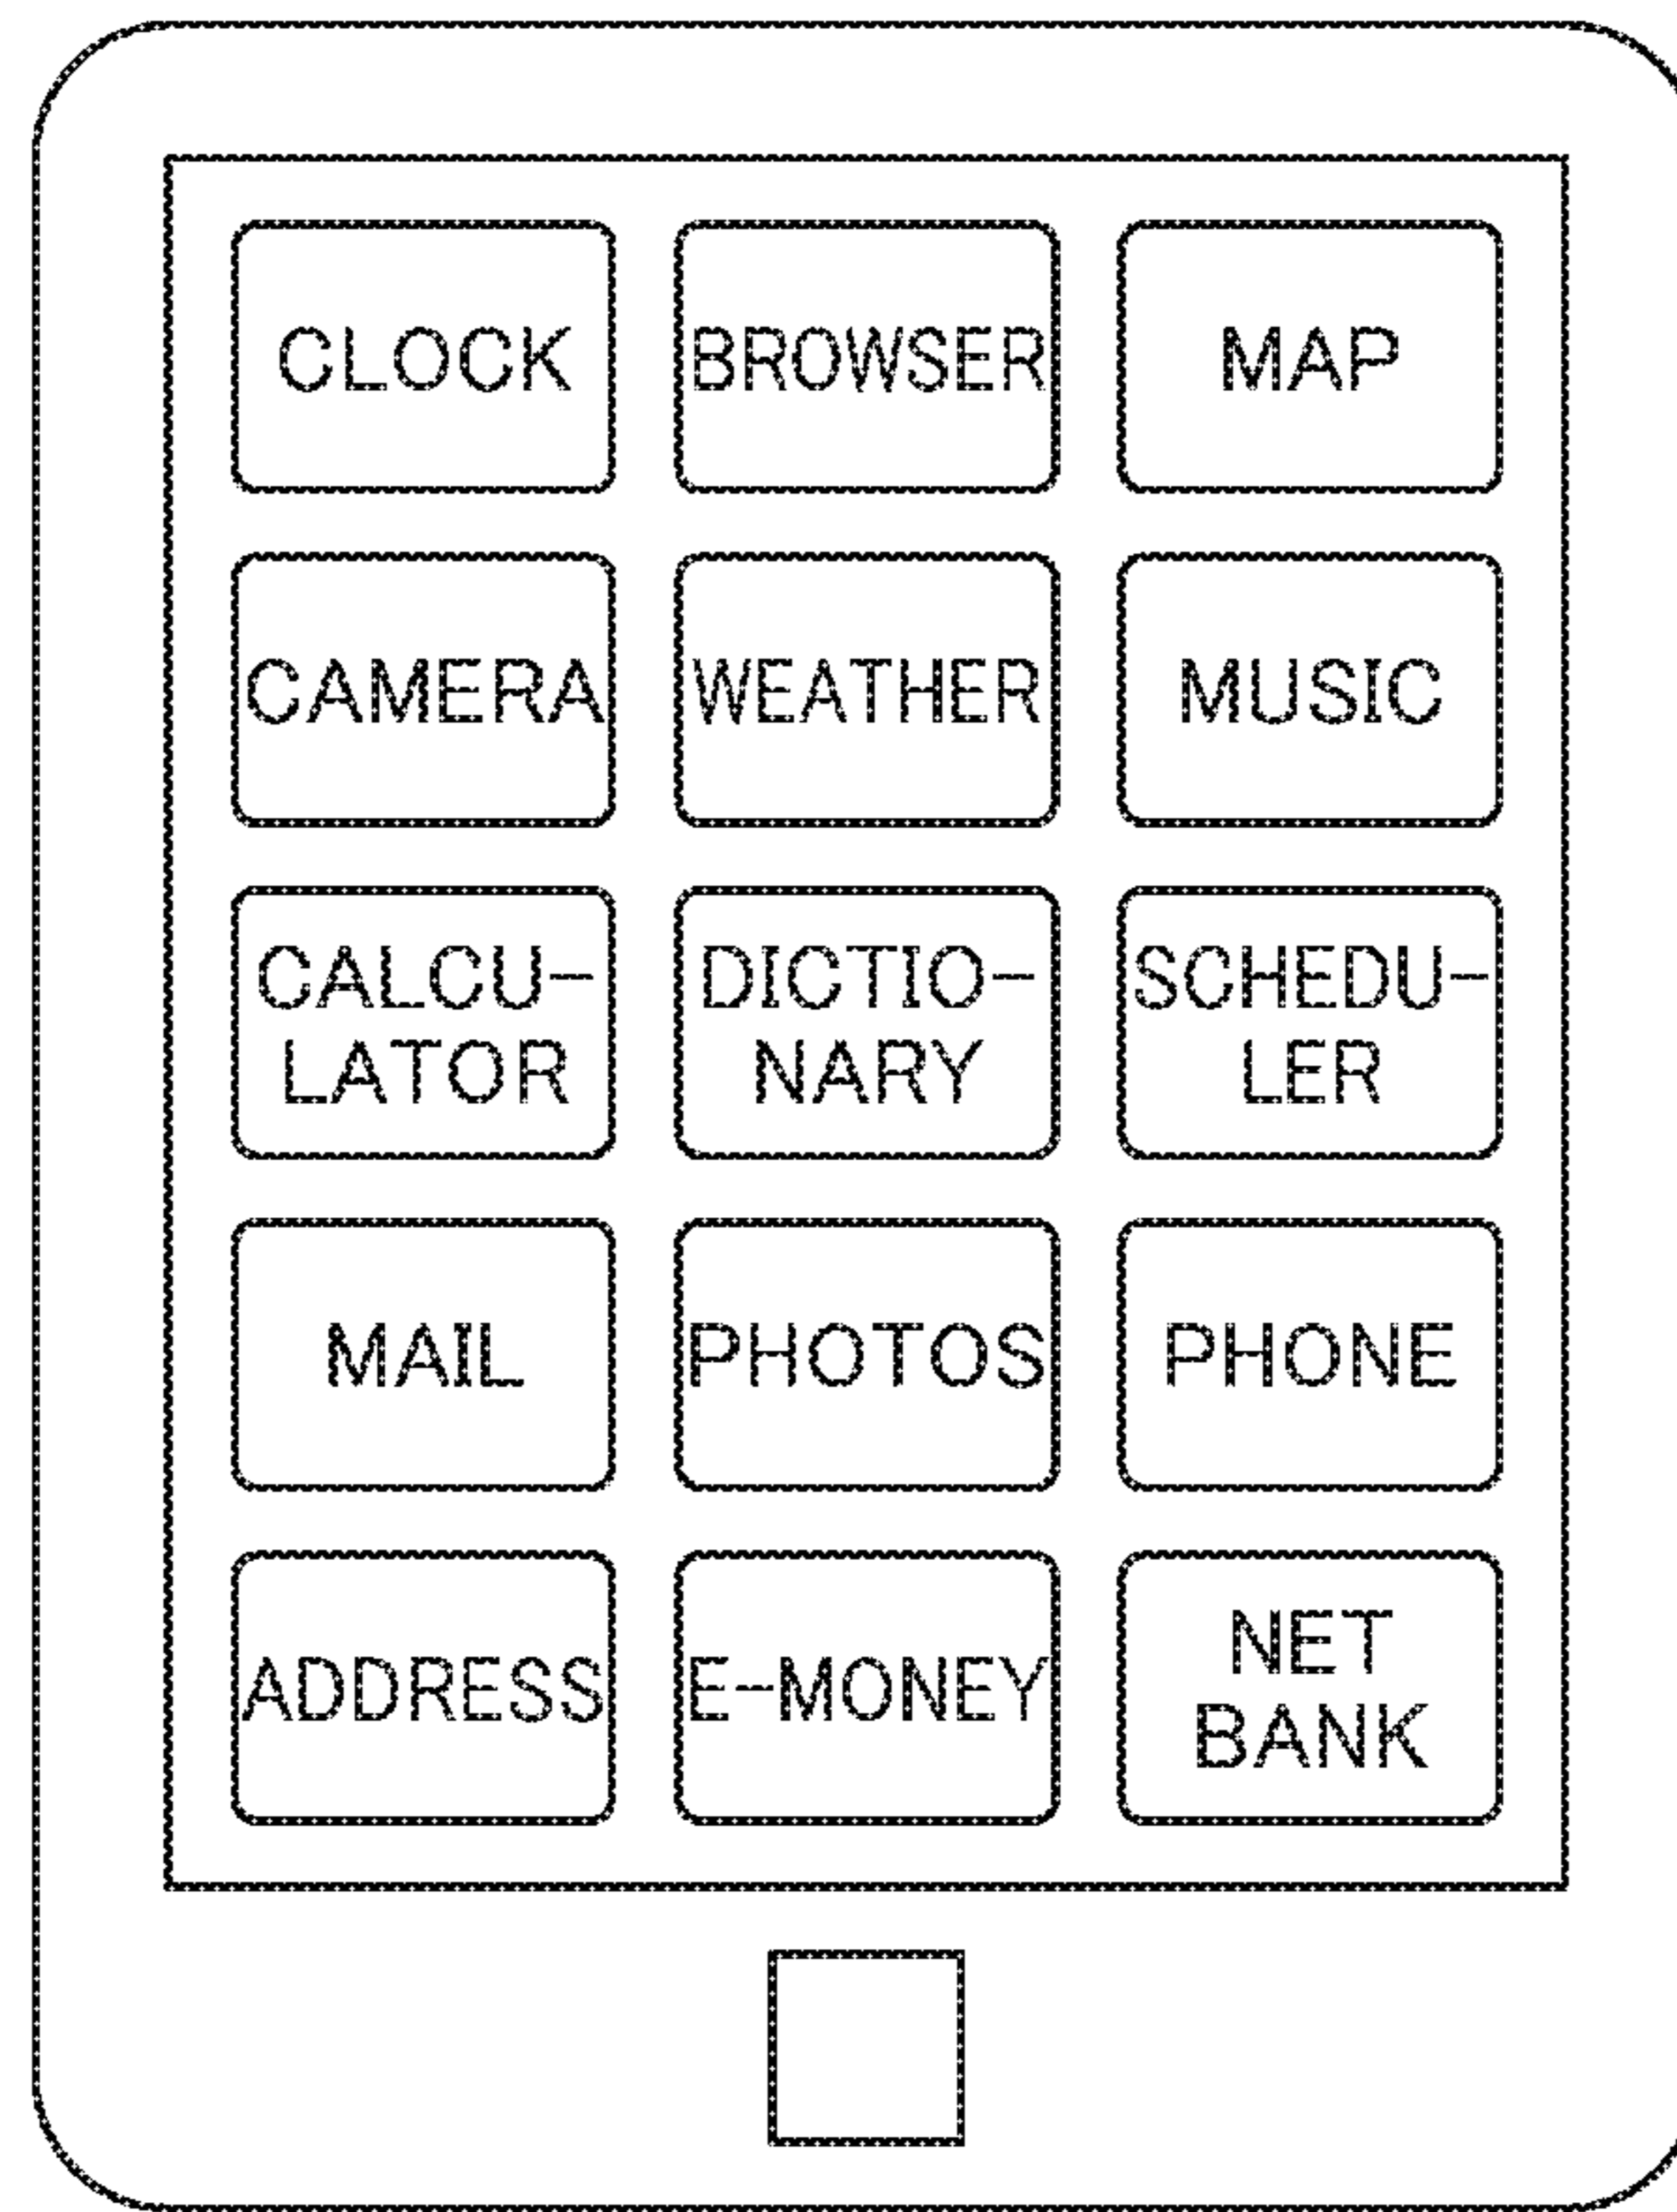 CLOCK
BROWSER
MAP
CAMERA
WEATHER
MUSIC
CALCU-
LATOR
DICTIO-
NARY
SCHEDU-
LER
MAIL
PHOTOS
PHONE
ADDRESS
E-MONEY
NET
BANK